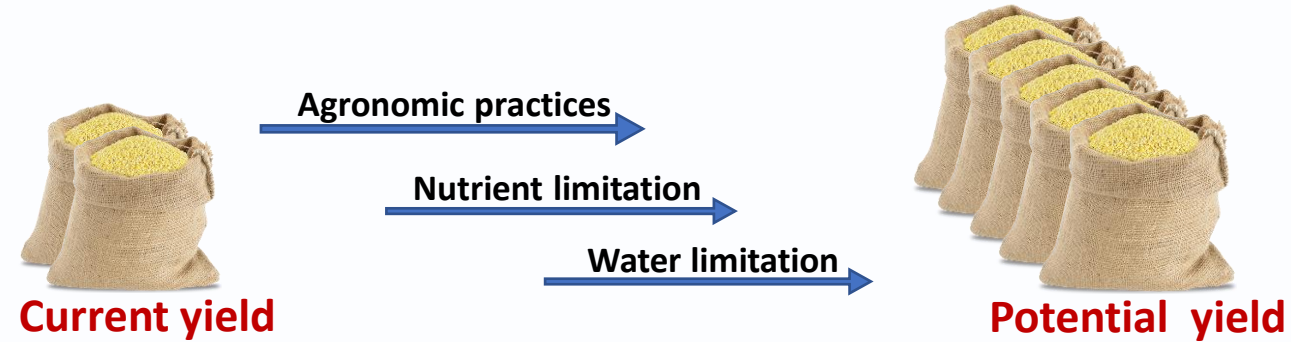 Agronomic practices
Nutrient limitation
Water limitation
Current yield
Potential yield